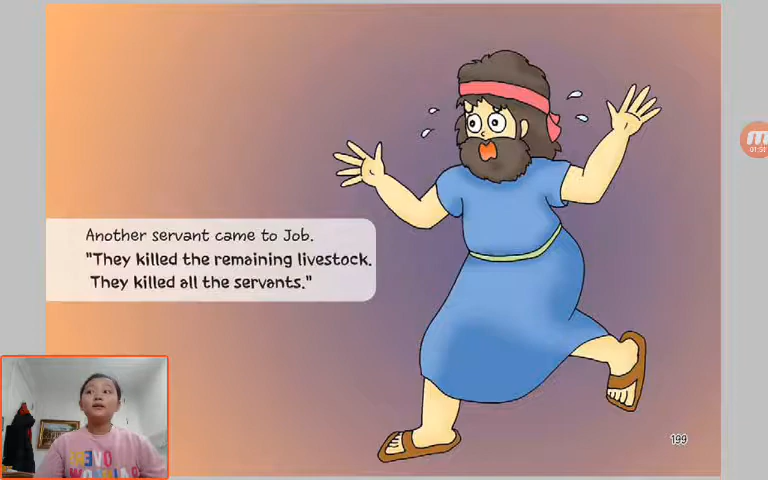 Another servant came to Job.
"They killed the remaining livestock.
They killed all the servants."
199